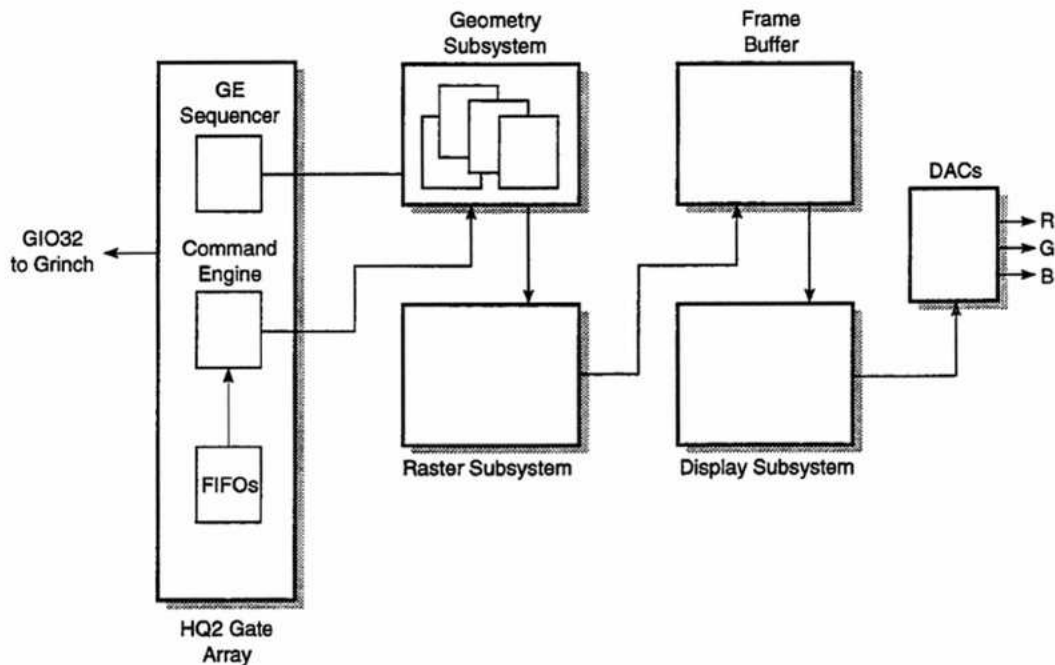 Geometry
Subsystem
Frame
Buffer
GE
Sequencer
DACs
GIO32
to Grinch
Command
Engine
R
G
B
FIFOs
Raster Subsystem
Display Subsystem
HQ2 Gate
Array